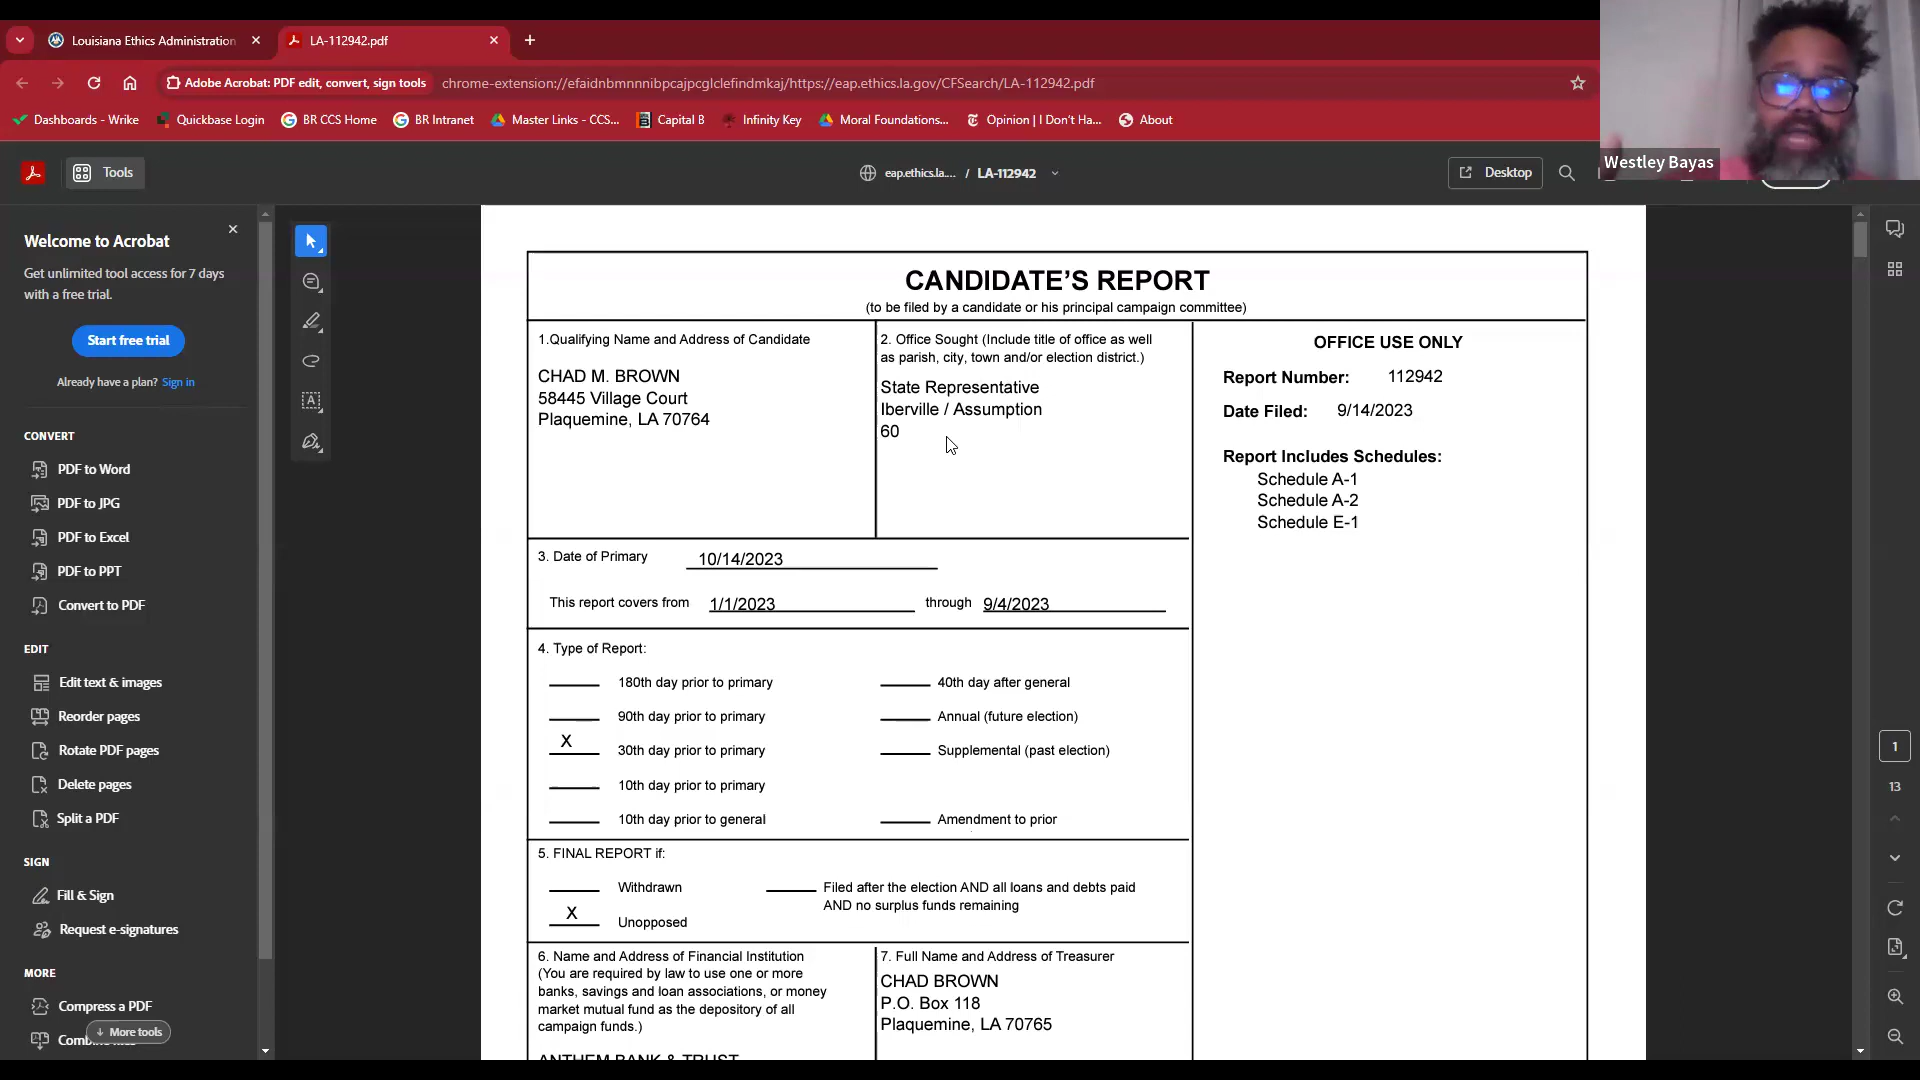 Louisiana Ethics Administration
LA-112942.pdf
Adobe Acrobat: PDF edit, convert, sign tools
chrome-extension://efaidnbmnnnibpcajpcglclefindmkaj/https://eap.ethics.la.gov/CFSearch/LA-112942.pdf
Dashboards - Wrike
Quickbase Login
BR CCS Home
BR Intranet
Master Links - CCS...
Capital B
Infinity Key
Moral Foundations...
Opinion | I Don't Ha...
About
Westley Bayas
Tools
eap.ethics.la.... / LA-112942
Desktop
Welcome to Acrobat
Get unlimited tool access for 7 days
with a free trial.
Start free trial
Already have a plan? Sign in
CONVERT
PDF to Word
PDF to JPG
PDF to Excel
PDF to PPT
Convert to PDF
EDIT
Edit text & images
Reorder pages
Rotate PDF pages
Delete pages
Split a PDF
SIGN
Fill & Sign
Request e-signatures
MORE
Compress a PDF
More tools
CANDIDATE'S REPORT
(to be filed by a candidate or his principal campaign committee)
1.Qualifying Name and Address of Candidate
CHAD M. BROWN
58445 Village Court
Plaquemine, LA 70764
2. Office Sought (Include title of office as well
as parish, city, town and/or election district.)
State Representative
Iberville / Assumption
60
OFFICE USE ONLY
Report Number: 112942
Date Filed: 9/14/2023
Report Includes Schedules:
Schedule A-1
Schedule A-2
Schedule E-1
3. Date of Primary 10/14/2023
This report covers from 1/1/2023 through 9/4/2023
4. Type of Report:
180th day prior to primary
40th day after general
90th day prior to primary
Annual (future election)
X 30th day prior to primary
Supplemental (past election)
10th day prior to primary
10th day prior to general
Amendment to prior
5. FINAL REPORT if:
Withdrawn
Filed after the election AND all loans and debts paid
AND no surplus funds remaining
X Unopposed
6. Name and Address of Financial Institution
(You are required by law to use one or more
banks, savings and loan associations, or money
market mutual fund as the depository of all
campaign funds.)
ANTHEM BANK & TRUST
7. Full Name and Address of Treasurer
CHAD BROWN
P.O. Box 118
Plaquemine, LA 70765
1
13